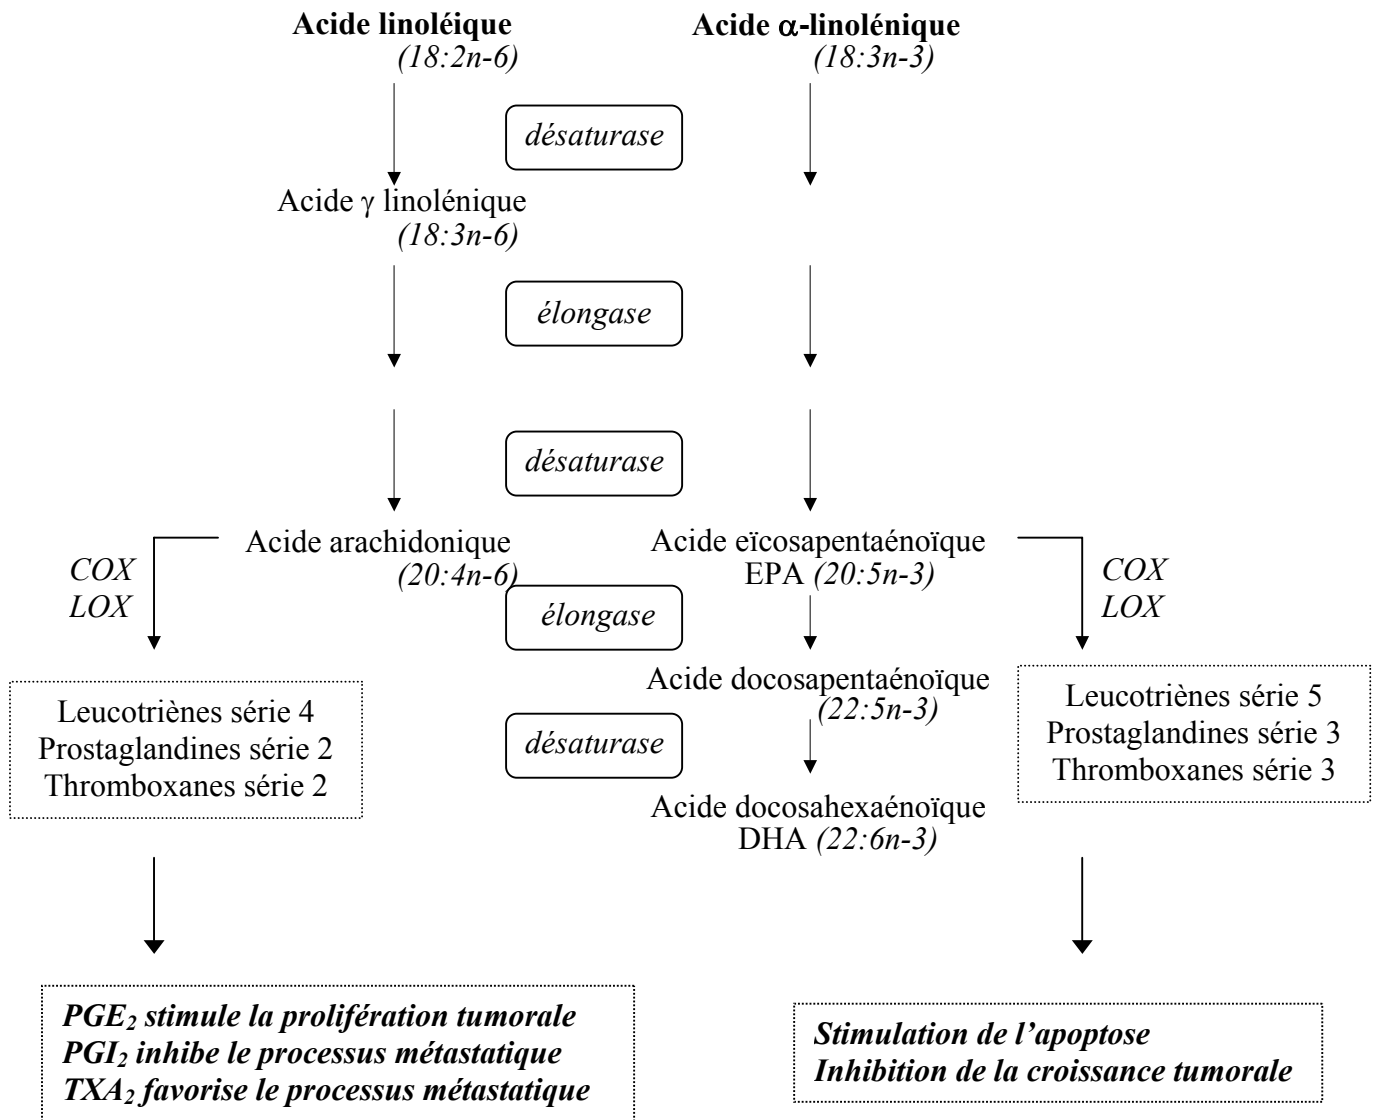 Acide linoléique
(18:2n-6)
Acide α-linolénique
(18:3n-3)
désaturase
Acide γ linolénique
(18:3n-6)
élongase
désaturase
Acide arachidonique
(20:4n-6)
Acide eïcosapentaénoïque
EPA (20:5n-3)
COX
LOX
COX
LOX
élongase
Acide docosapentaénoïque
(22:5n-3)
Leucotriènes série 4
Prostaglandines série 2
Thromboxanes série 2
désaturase
Leucotriènes série 5
Prostaglandines série 3
Thromboxanes série 3
Acide docosahexaénoïque
DHA (22:6n-3)
PGE₂ stimule la prolifération tumorale
PGI₂ inhibe le processus métastatique
TXA₂ favorise le processus métastatique
Stimulation de l’apoptose
Inhibition de la croissance tumorale